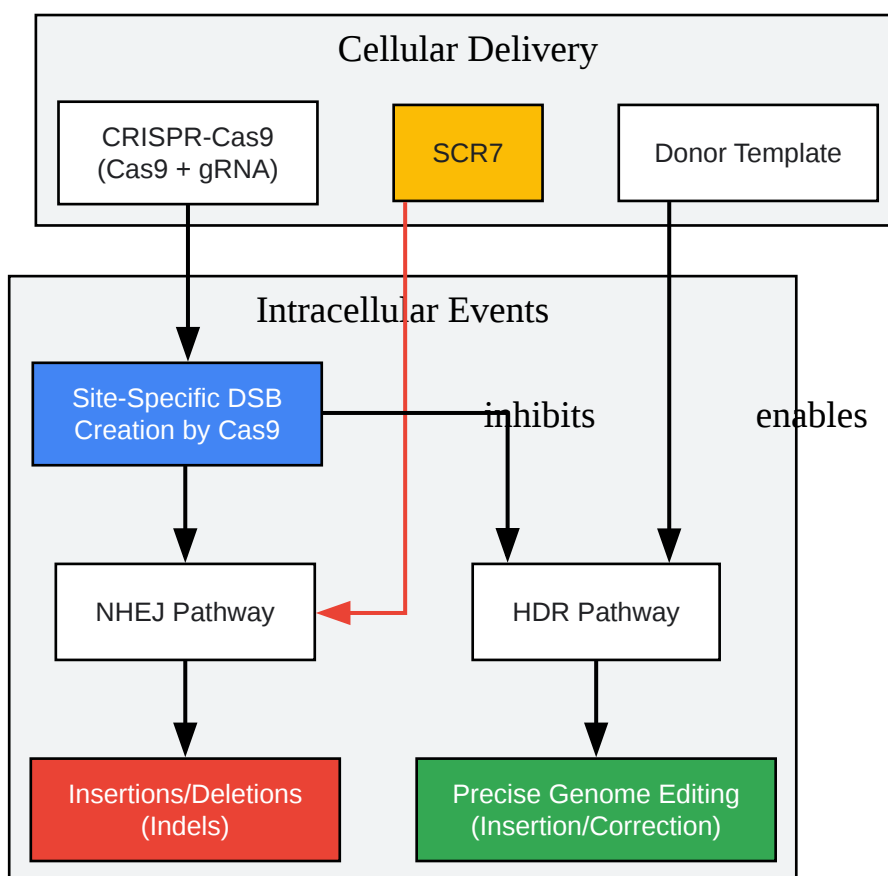 Cellular Delivery
CRISPR-Cas9
(Cas9 + gRNA)
SCR7
Donor Template
Intracellular Events
Site-Specific DSB
Creation by Cas9
inhibits
enables
NHEJ Pathway
HDR Pathway
Insertions/Deletions
(Indels)
Precise Genome Editing
(Insertion/Correction)